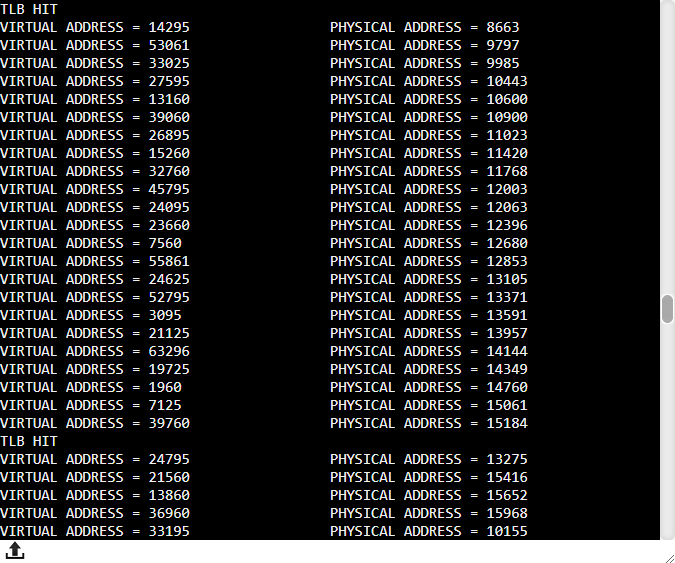 TLB HIT
VIRTUAL ADDRESS = 14295 PHYSICAL ADDRESS = 8663
VIRTUAL ADDRESS = 53061 PHYSICAL ADDRESS = 9797
VIRTUAL ADDRESS = 33025 PHYSICAL ADDRESS = 9985
VIRTUAL ADDRESS = 27595 PHYSICAL ADDRESS = 10443
VIRTUAL ADDRESS = 13160 PHYSICAL ADDRESS = 10600
VIRTUAL ADDRESS = 39060 PHYSICAL ADDRESS = 10900
VIRTUAL ADDRESS = 26895 PHYSICAL ADDRESS = 11023
VIRTUAL ADDRESS = 15260 PHYSICAL ADDRESS = 11420
VIRTUAL ADDRESS = 32760 PHYSICAL ADDRESS = 11768
VIRTUAL ADDRESS = 45795 PHYSICAL ADDRESS = 12003
VIRTUAL ADDRESS = 24095 PHYSICAL ADDRESS = 12063
VIRTUAL ADDRESS = 23660 PHYSICAL ADDRESS = 12396
VIRTUAL ADDRESS = 7560 PHYSICAL ADDRESS = 12680
VIRTUAL ADDRESS = 55861 PHYSICAL ADDRESS = 12853
VIRTUAL ADDRESS = 24625 PHYSICAL ADDRESS = 13105
VIRTUAL ADDRESS = 52795 PHYSICAL ADDRESS = 13371
VIRTUAL ADDRESS = 3095 PHYSICAL ADDRESS = 13591
VIRTUAL ADDRESS = 21125 PHYSICAL ADDRESS = 13957
VIRTUAL ADDRESS = 63296 PHYSICAL ADDRESS = 14144
VIRTUAL ADDRESS = 19725 PHYSICAL ADDRESS = 14349
VIRTUAL ADDRESS = 1960 PHYSICAL ADDRESS = 14760
VIRTUAL ADDRESS = 7125 PHYSICAL ADDRESS = 15061
VIRTUAL ADDRESS = 39760 PHYSICAL ADDRESS = 15184
TLB HIT
VIRTUAL ADDRESS = 24795 PHYSICAL ADDRESS = 13275
VIRTUAL ADDRESS = 21560 PHYSICAL ADDRESS = 15416
VIRTUAL ADDRESS = 13860 PHYSICAL ADDRESS = 15652
VIRTUAL ADDRESS = 36960 PHYSICAL ADDRESS = 15968
VIRTUAL ADDRESS = 33195 PHYSICAL ADDRESS = 10155